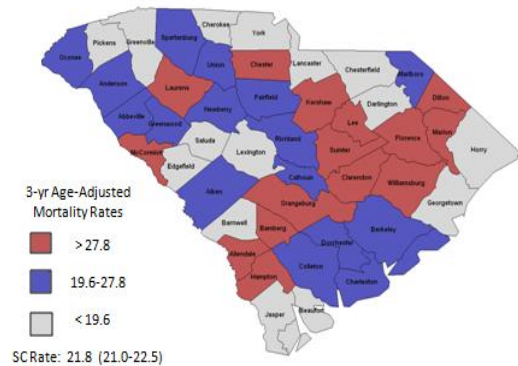 Cherokee
Spartanburg
York
Greenville
Pickens
Oconee
Union
Chester
Lancaster
Chesterfield
Marlboro
Anderson
Laurens
Dillon
Fairfield
Kershaw
Darlington
Newberry
Abbeville
Greenwood
Lee
Florence
Marion
Saluda
Richland
Horry
McCormick
Lexington
Sumter
Edgefield
Calhoun
Clarendon
Williamsburg
Aiken
Orangeburg
Georgetown
Barnwell
Bamberg
Berkeley
Dorchester
Allendale
Colleton
Hampton
Charleston
Jasper
Beaufort
3-yr Age-Adjusted
Mortality Rates
>27.8
19.6-27.8
<19.6
SC Rate: 21.8 (21.0-22.5)